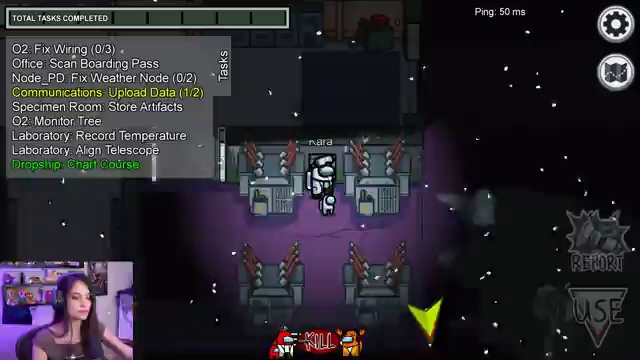 TOTAL TASKS COMPLETED
Ping: 50 ms
O2: Fix Wiring (0/3)
Office: Scan Boarding Pass
Node_PD: Fix Weather Node (0/2)
Communications: Upload Data (1/2)
Specimen Room: Store Artifacts
O2: Monitor Tree
Laboratory: Record Temperature
Laboratory: Align Telescope
Dropship: Chart Course
Tasks
Kara
REPORT
USE
KILL